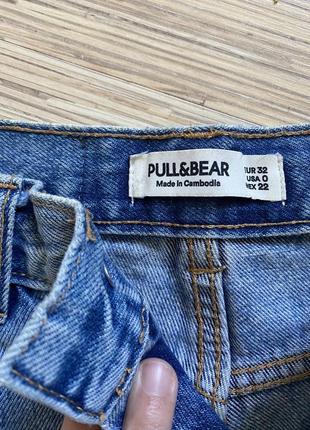 PULL&BEAR
Made in Cambodia
EUR 32
USA 0
MEX 22